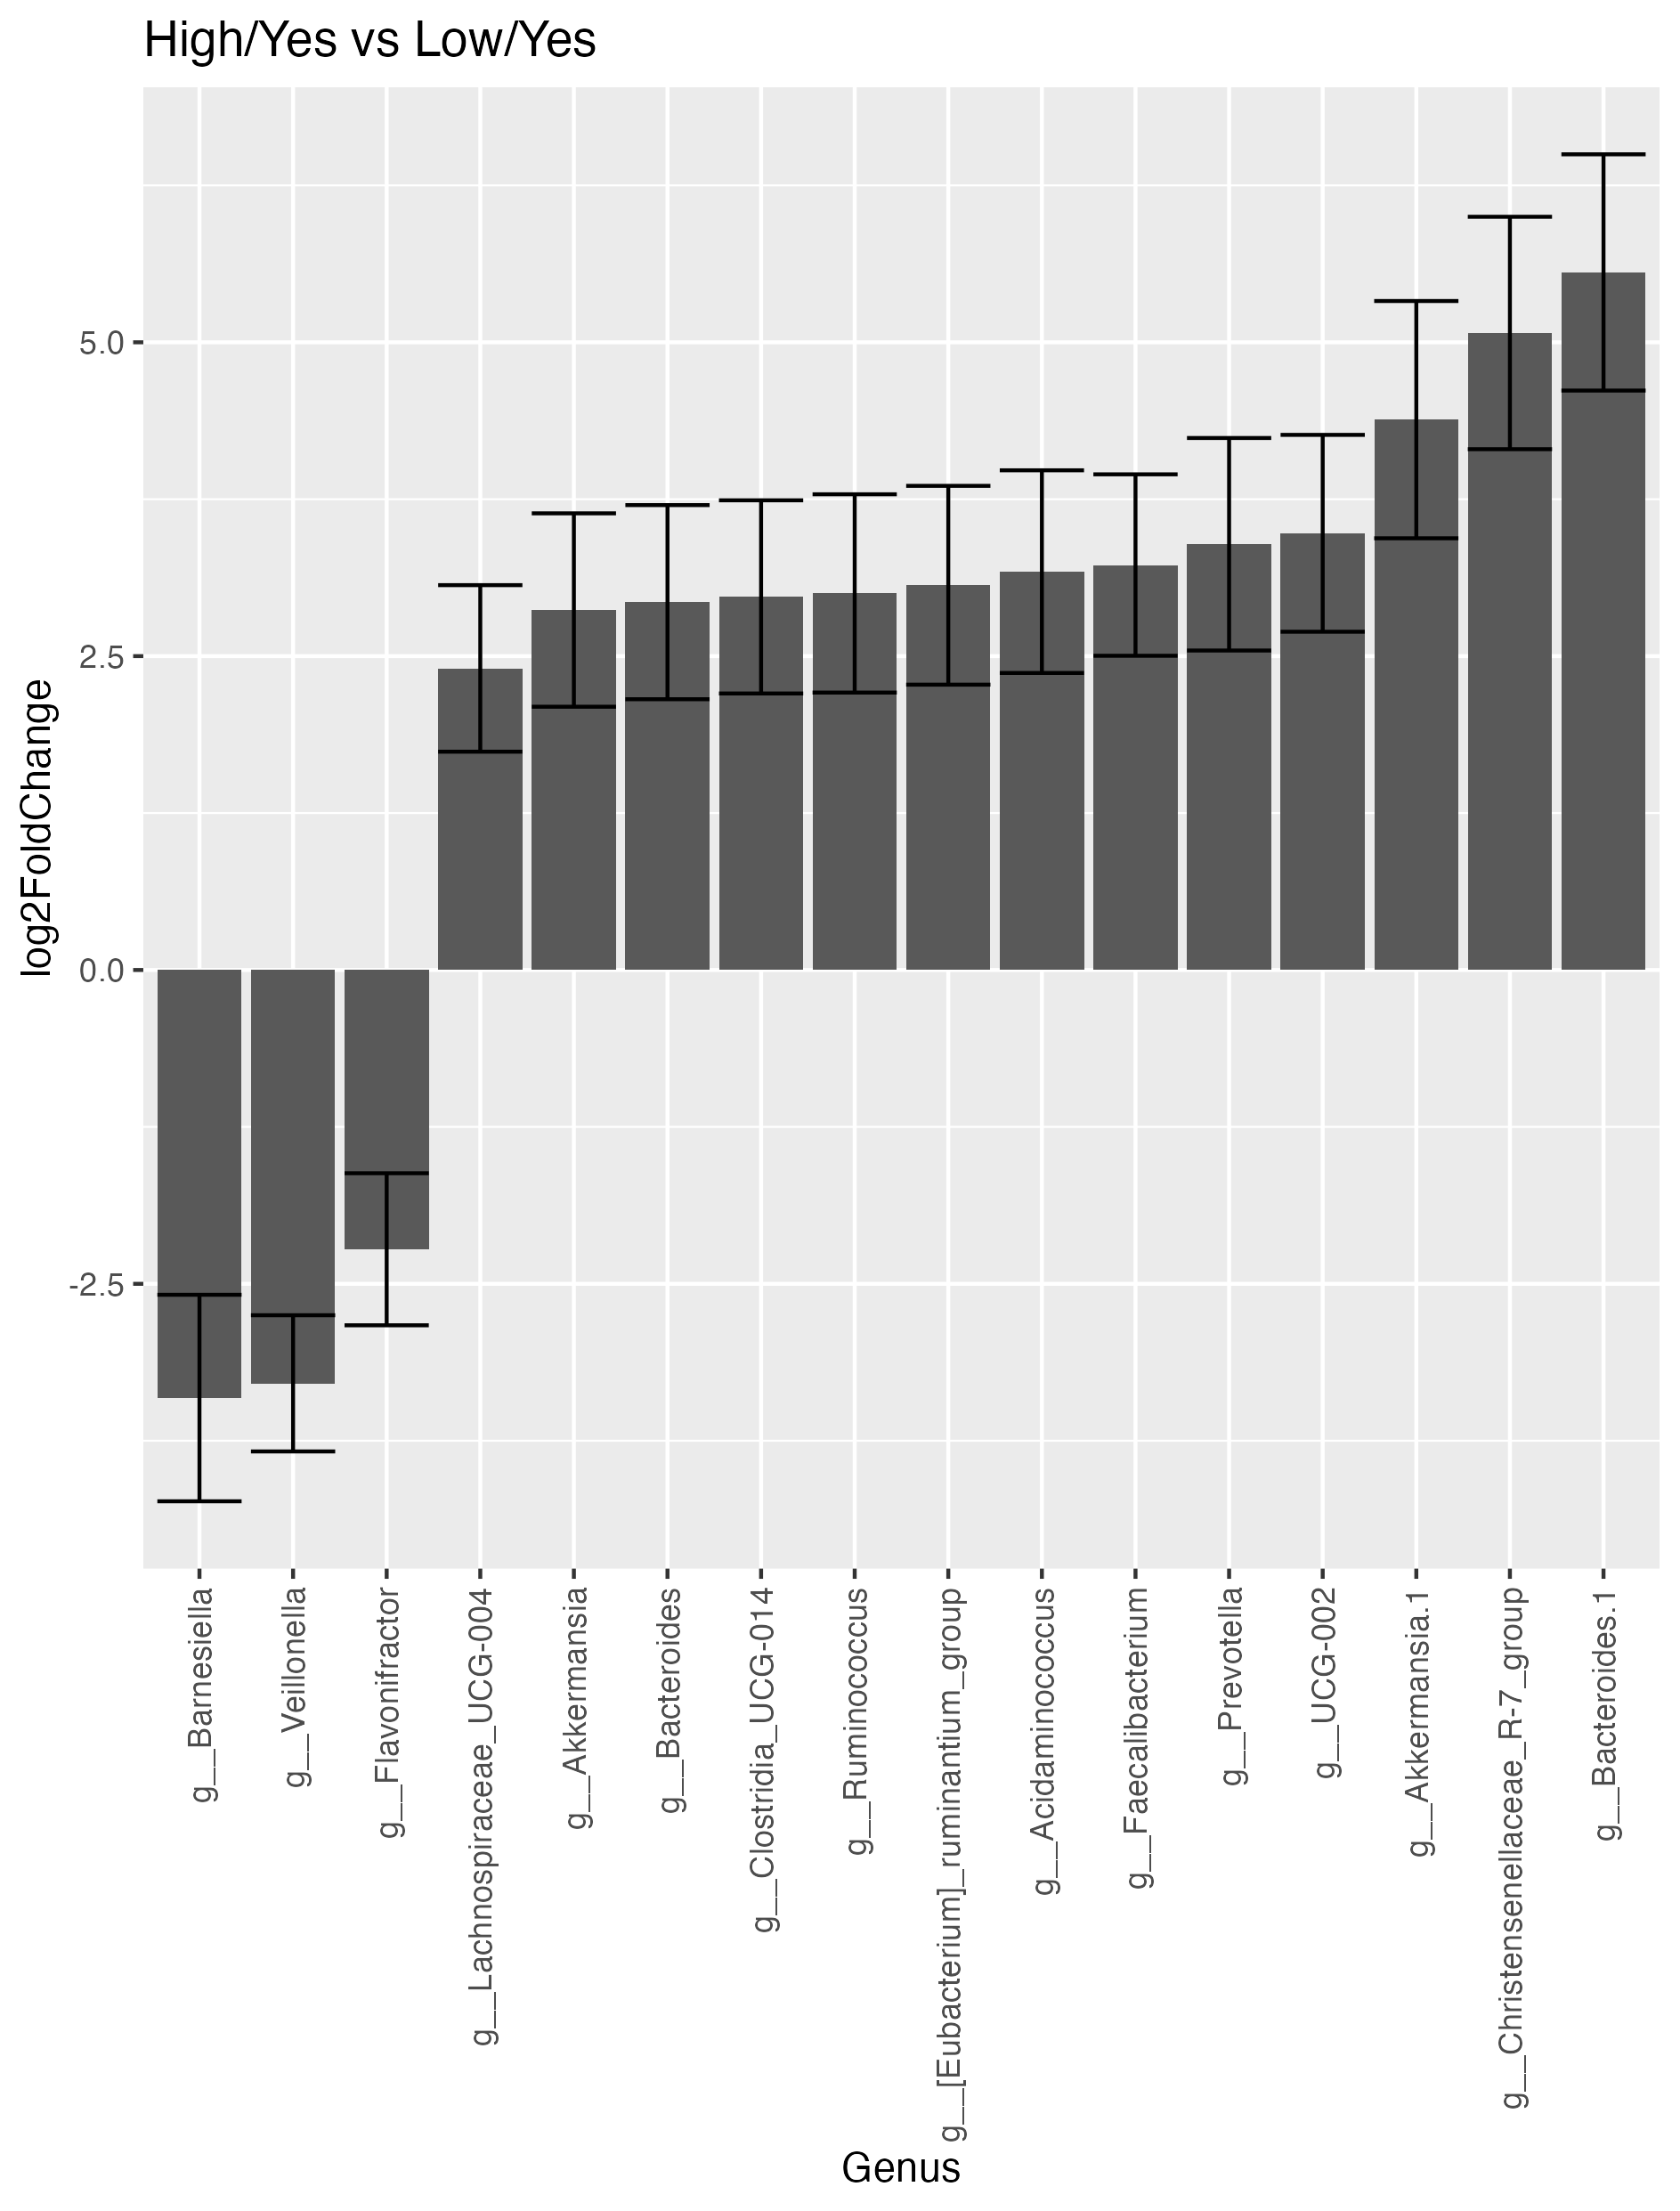 High/Yes vs Low/Yes
log2FoldChange
5.0
2.5
0.0
-2.5
g__Barnesiella
g__Veillonella
g__Flavonifractor
g__Lachnospiraceae_UCG-004
g__Akkermansia
g__Bacteroides
g__Clostridia_UCG-014
g__Ruminococcus
g__[Eubacterium]_ruminantium_group
g__Acidaminococcus
g__Faecalibacterium
g__Prevotella
g__UCG-002
g__Akkermansia.1
g__Christensenellaceae_R-7_group
g__Bacteroides.1
Genus